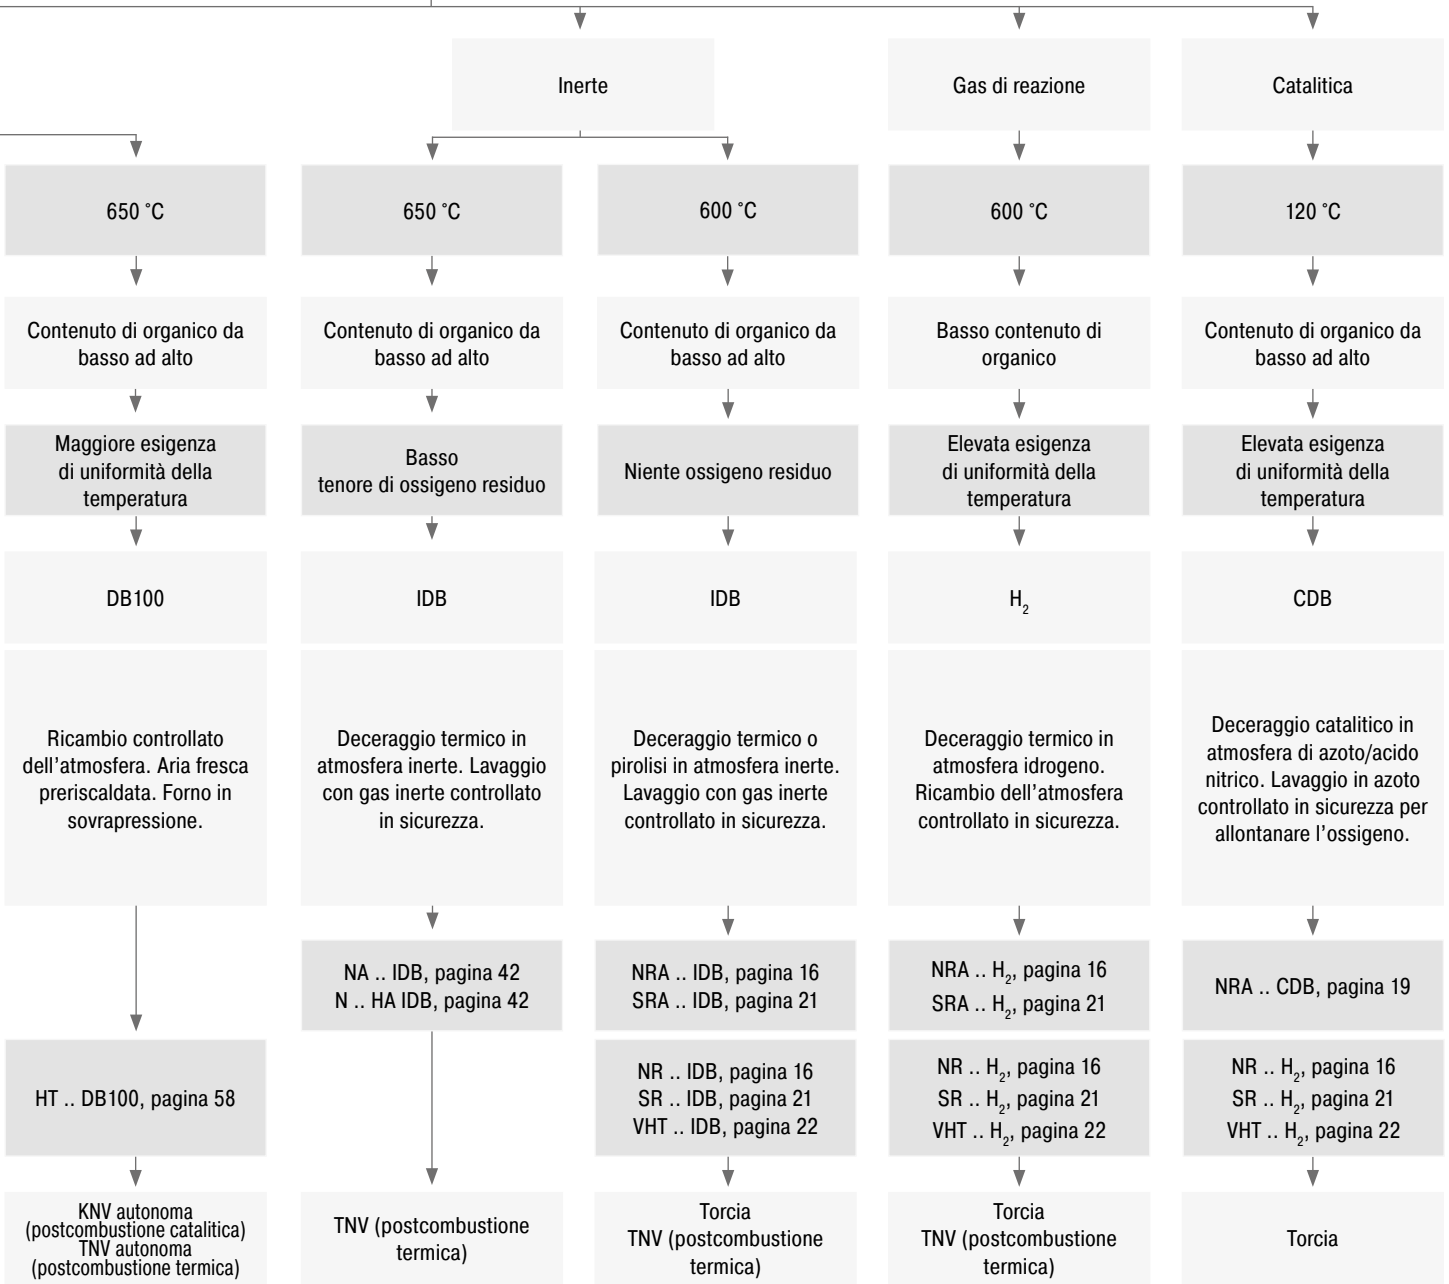 Inerte
Gas di reazione
Catalitica
650 °C
650 °C
600 °C
600 °C
120 °C
Contenuto di organico da
basso ad alto
Contenuto di organico da
basso ad alto
Contenuto di organico da
basso ad alto
Basso contenuto di
organico
Contenuto di organico da
basso ad alto
Maggiore esigenza
di uniformità della
temperatura
Basso
tenore di ossigeno residuo
Niente ossigeno residuo
Elevata esigenza
di uniformità della
temperatura
Elevata esigenza
di uniformità della
temperatura
DB100
IDB
IDB
H₂
CDB
Ricambio controllato
dell’atmosfera. Aria fresca
preriscaldata. Forno in
sovrapressione.
Deceraggio termico in
atmosfera inerte. Lavaggio
con gas inerte controllato
in sicurezza.
Deceraggio termico o
pirolisi in atmosfera inerte.
Lavaggio con gas inerte
controllato in sicurezza.
Deceraggio termico in
atmosfera idrogeno.
Ricambio dell’atmosfera
controllato in sicurezza.
Deceraggio catalitico in
atmosfera di azoto/acido
nitrico. Lavaggio in azoto
controllato in sicurezza per
allontanare l’ossigeno.
NA .. IDB, pagina 42
N .. HA IDB, pagina 42
NRA .. IDB, pagina 16
SRA .. IDB, pagina 21
NRA .. H₂, pagina 16
SRA .. H₂, pagina 21
NRA .. CDB, pagina 19
HT .. DB100, pagina 58
NR .. IDB, pagina 16
SR .. IDB, pagina 21
VHT .. IDB, pagina 22
NR .. H₂, pagina 16
SR .. H₂, pagina 21
VHT .. H₂, pagina 22
NR .. H₂, pagina 16
SR .. H₂, pagina 21
VHT .. H₂, pagina 22
KNV autonoma
(postcombustione catalitica)
TNV autonoma
(postcombustione termica)
TNV (postcombustione
termica)
Torcia
TNV (postcombustione
termica)
Torcia
TNV (postcombustione
termica)
Torcia